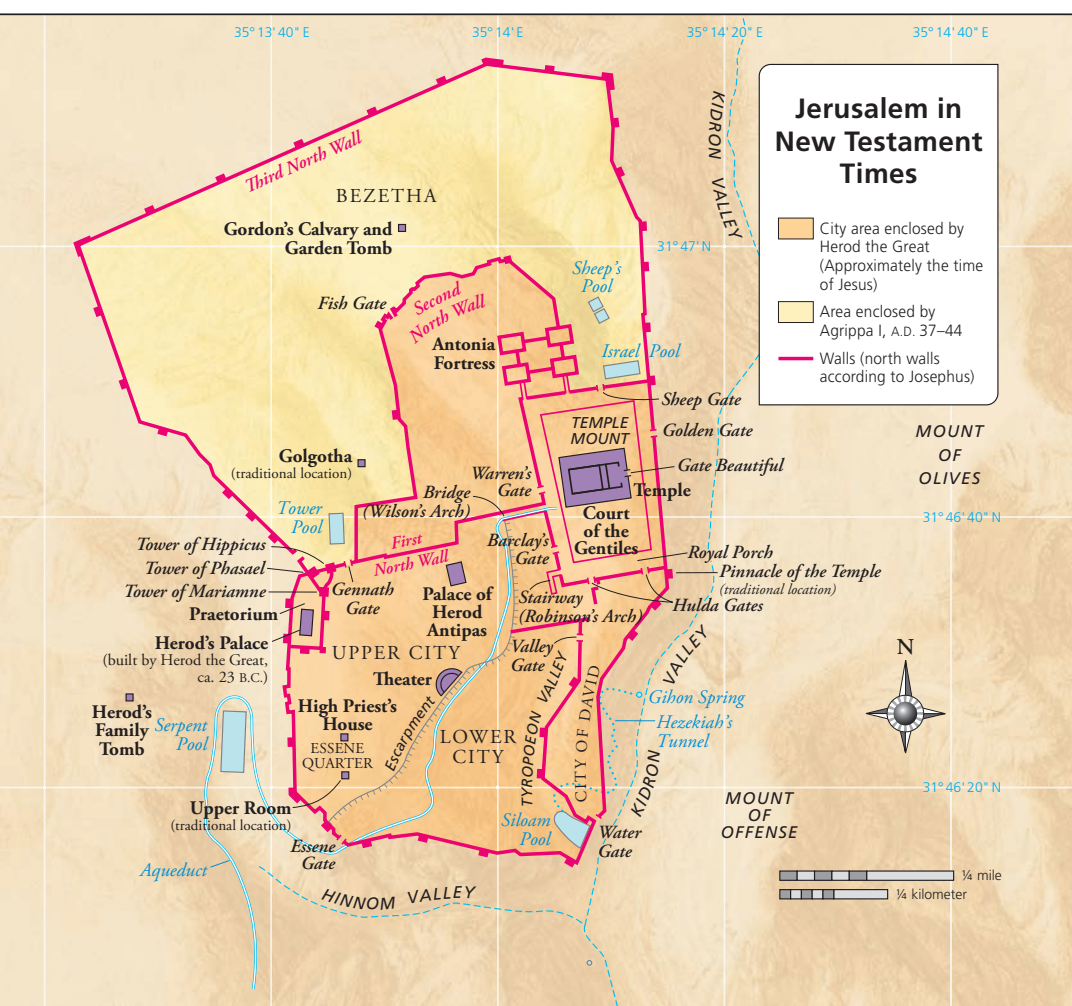 35° 13' 40" E
35° 14' E
35° 14' 20" E
35° 14' 40" E
Jerusalem in
New Testament
Times
City area enclosed by
Herod the Great
(Approximately the time
of Jesus)
Area enclosed by
Agrippa I, A.D. 37–44
Walls (north walls
according to Josephus)
KIDRON VALLEY
Third North Wall
BEZETHA
Gordon's Calvary and
Garden Tomb
31° 47' N
Sheep's
Pool
Fish Gate
Second
North Wall
Antonia
Fortress
Israel Pool
Sheep Gate
TEMPLE
MOUNT
Golden Gate
MOUNT
OF
OLIVES
Golgotha
(traditional location)
Warren's
Gate
Gate Beautiful
Temple
Bridge
(Wilson's Arch)
Tower
Pool
Court
of the
Gentiles
31° 46' 40" N
First
North Wall
Barclay's
Gate
Royal Porch
Tower of Hippicus
Tower of Phasael
Tower of Mariamne
Gennath
Gate
Pinnacle of the Temple
(traditional location)
Praetorium
Palace of
Herod
Antipas
Stairway
(Robinson's Arch)
Hulda Gates
Herod's Palace
(built by Herod the Great,
ca. 23 B.C.)
UPPER CITY
Valley
Gate
KIDRON VALLEY
N
Theater
TYROPOEON VALLEY
CITY OF DAVID
Gihon Spring
Hezekiah's
Tunnel
Herod's
Family
Tomb
Serpent
Pool
High Priest's
House
ESSENE
QUARTER
Escarpment
LOWER
CITY
31° 46' 20" N
Upper Room
(traditional location)
MOUNT
OF
OFFENSE
Siloam
Pool
Water
Gate
Essene
Gate
Aqueduct
HINNOM VALLEY
¼ mile
¼ kilometer